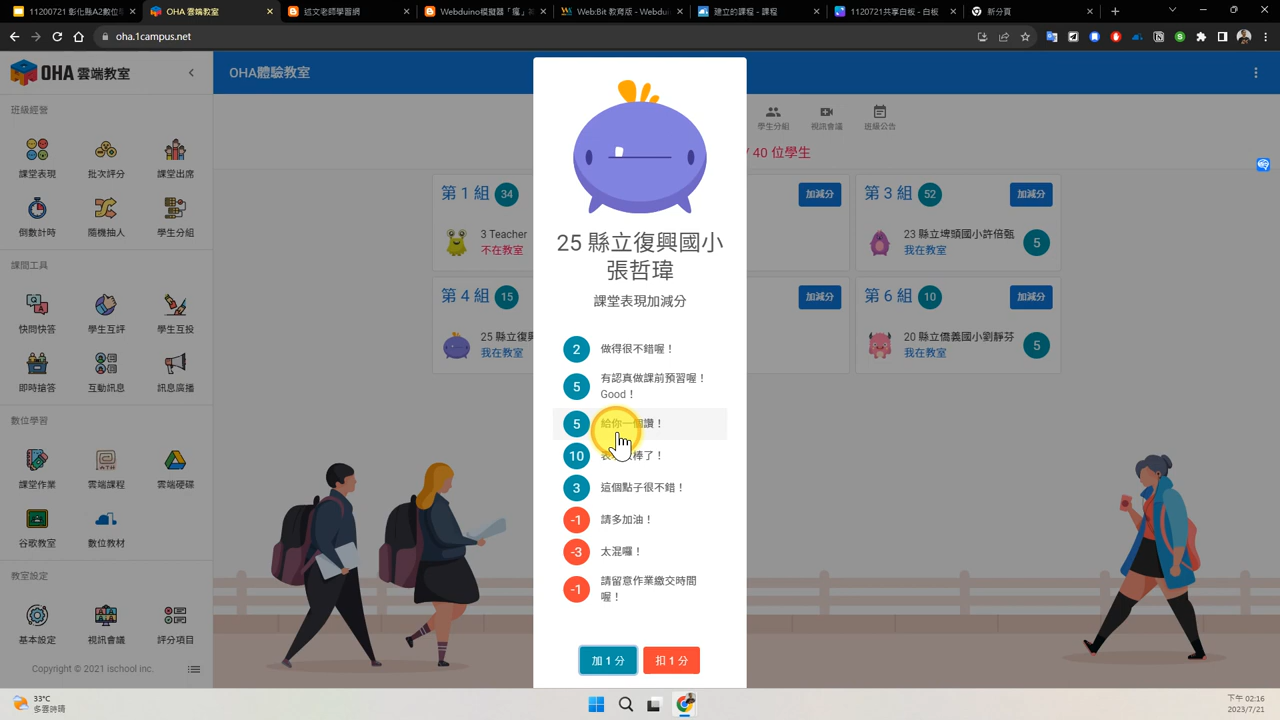 11200721 彰化縣A2數位
OHA 雲端教室
這文老師學習網
Webduino模擬器「瘋」
Web:Bit 教育版 - Webdui
建立的課程 - 課程
1120721共享白板 - 白板
新分頁
oha.1campus.net
OHA 雲端教室
OHA體驗教室
班級經營
課堂表現
批次評分
課堂出席
倒數計時
隨機抽人
學生分組
課間工具
快問快答
學生互評
學生互投
即時搶答
互動訊息
訊息廣播
數位學習
課堂作業
雲端課程
雲端硬碟
谷歌教室
數位教材
教室設定
基本設定
視訊會議
評分項目
Copyright © 2021 ischool inc.
學生分組
視訊會議
班級公告
/ 40 位學生
第 1 組 34
3 Teacher
不在教室
加減分
第 3 組 52
加減分
23 縣立埤頭國小許倍甄
我在教室
5
第 4 組 15
25 縣立復
我在教室
加減分
第 6 組 10
加減分
20 縣立僑義國小劉靜芬
我在教室
5
25 縣立復興國小
張哲瑋
課堂表現加減分
2 做得很不錯喔！
5 有認真做課前預習喔！
Good！
5 給你一個讚！
10 棒了！
3 這個點子很不錯！
-1 請多加油！
-3 太混囉！
-1 請留意作業繳交時間
喔！
加 1 分
扣 1 分
33°C
多雲時晴
下午 02:16
2023/7/21